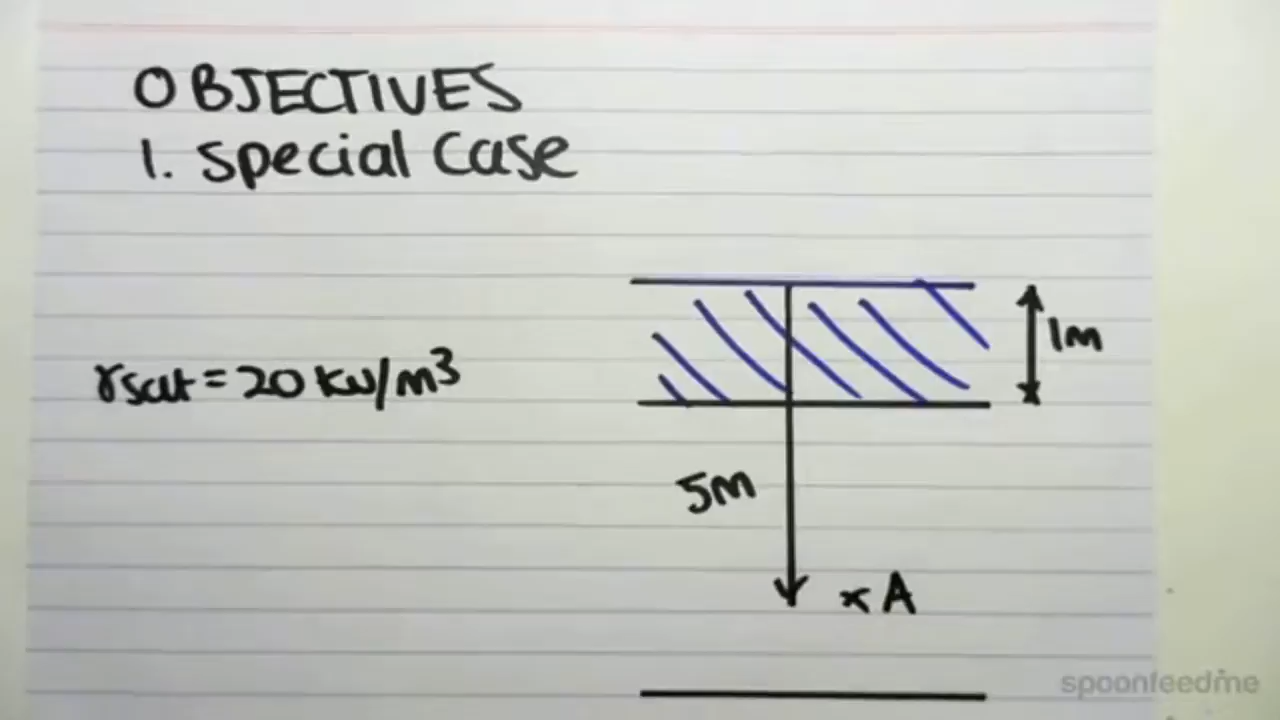 OBJECTIVES
1. Special Case
1m
γsat = 20 kN/m³
5m
x A
spoonfeedme